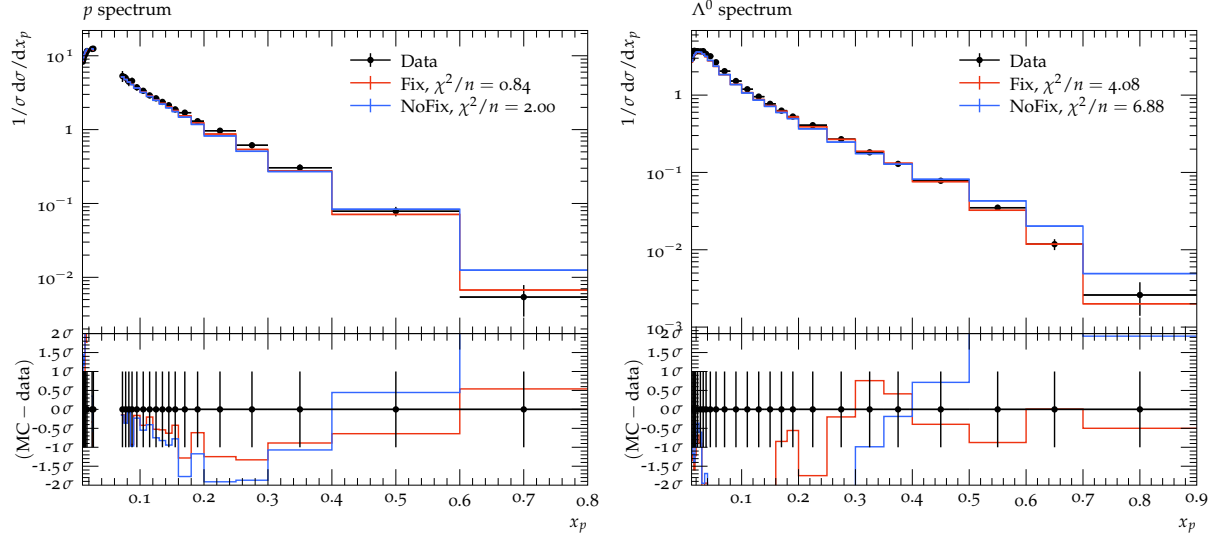 p spectrum
1/σ dσ/dx_p
10^1
1
10^−1
10^−2
Data
Fix, χ^2/n = 0.84
NoFix, χ^2/n = 2.00
(MC − data)
2σ
1.5σ
1σ
0.5σ
0σ
-0.5σ
-1σ
-1.5σ
-2σ
0.1 0.2 0.3 0.4 0.5 0.6 0.7 0.8
x_p
Λ^0 spectrum
1/σ dσ/dx_p
1
10^−1
10^−2
10^−3
Data
Fix, χ^2/n = 4.08
NoFix, χ^2/n = 6.88
(MC − data)
2σ
1.5σ
1σ
0.5σ
0σ
-0.5σ
-1σ
-1.5σ
-2σ
0.1 0.2 0.3 0.4 0.5 0.6 0.7 0.8 0.9
x_p